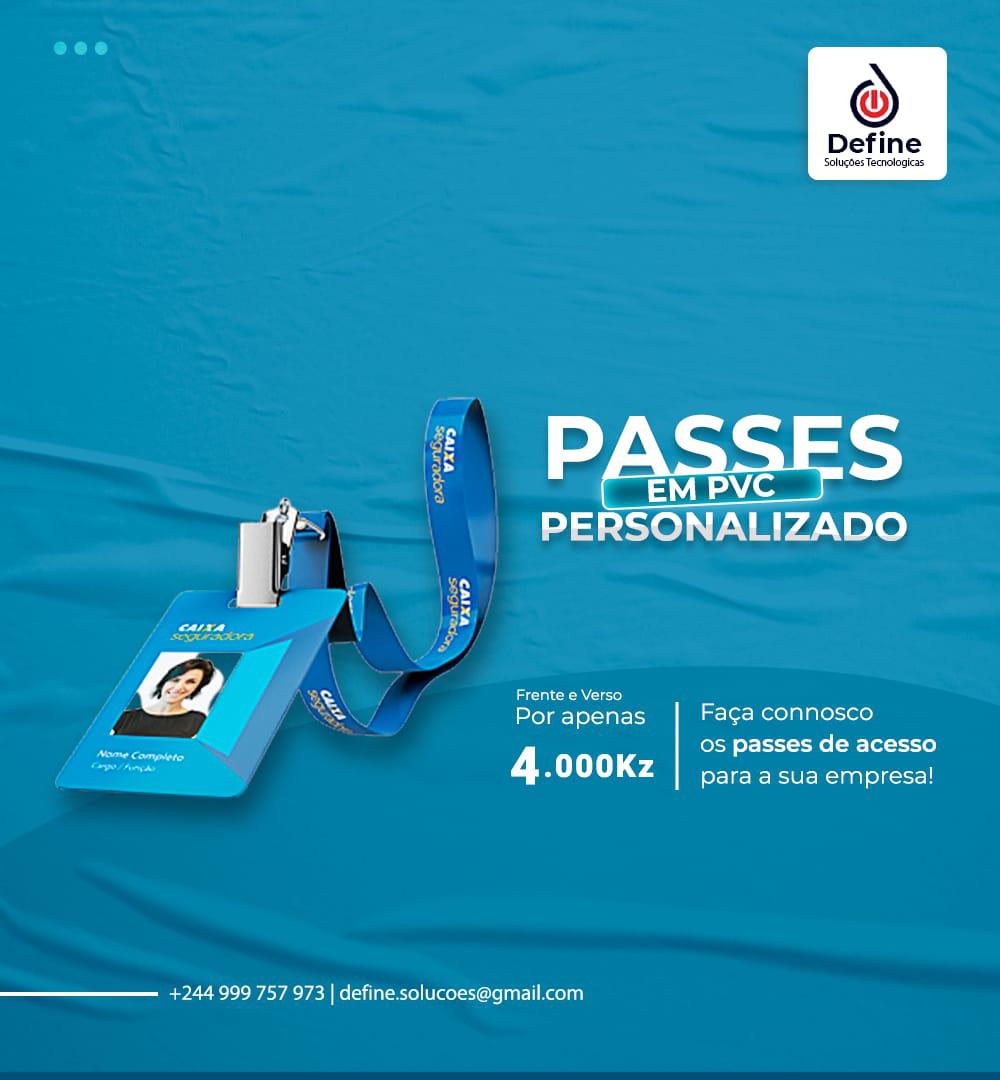 Define
Soluções Tecnologicas
PASSES
EM PVC
PERSONALIZADO
CAIXA
seguradora
CAIXA
seguradora
CAIXA
seguradora
CAIXA
seguradora
Nome Completo
Cargo / Função
Frente e Verso
Por apenas
4.000Kz
Faça connosco
os passes de acesso
para a sua empresa!
+244 999 757 973 | define.solucoes@gmail.com